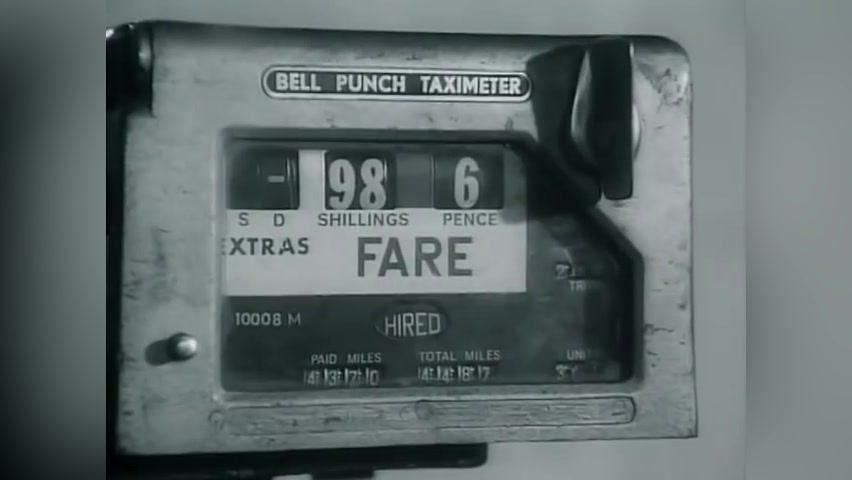 BELL PUNCH TAXIMETER
- 98 6
S D SHILLINGS PENCE
EXTRAS FARE
10008 M HIRED
PAID MILES TOTAL MILES